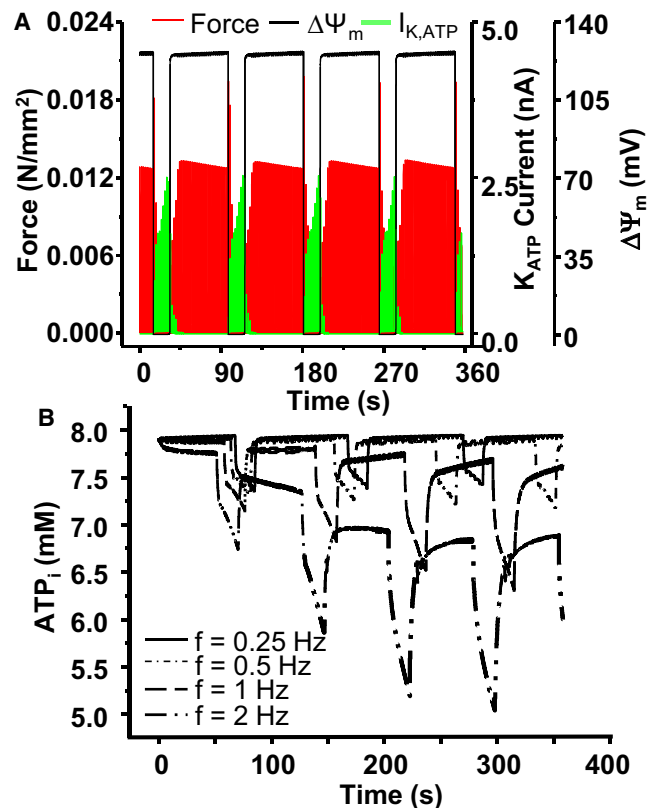 A
Force ΔΨm IK,ATP
Force (N/mm²)
0.024
0.018
0.012
0.006
0.000
5.0
2.5
0.0
KATP Current (nA)
140
105
70
35
0
ΔΨm (mV)
0 90 180 270 360
Time (s)
B
ATPi (mM)
8.0
7.5
7.0
6.5
6.0
5.5
5.0
f = 0.25 Hz
f = 0.5 Hz
f = 1 Hz
f = 2 Hz
0 100 200 300 400
Time (s)